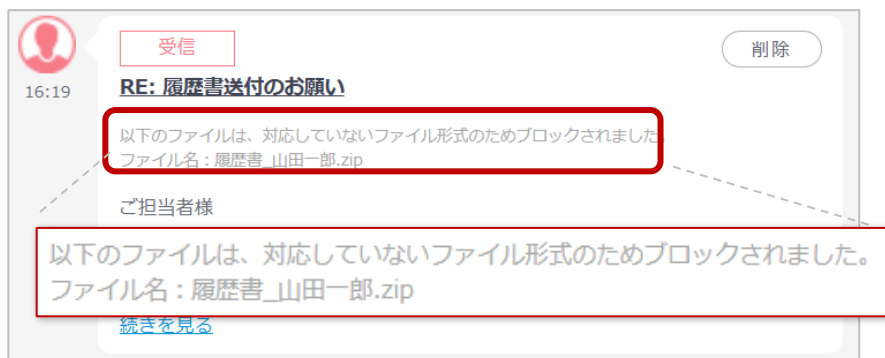 受信
削除
16:19
RE: 履歴書送付のお願い
以下のファイルは、対応していないファイル形式のためブロックされました。
ファイル名：履歴書_山田一郎.zip
ご担当者様
以下のファイルは、対応していないファイル形式のためブロックされました。
ファイル名：履歴書_山田一郎.zip
続きを見る